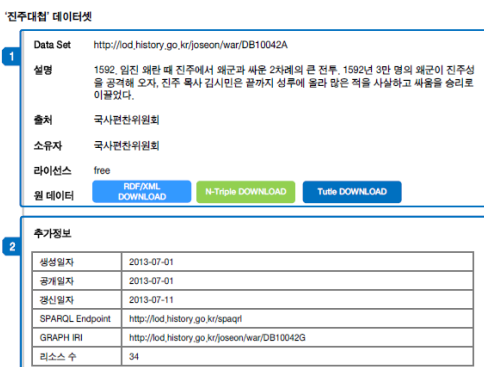 '진주대첩' 데이터셋
1
Data Set http://lod.history.go.kr/joseon/war/DB10042A
설명 1592, 임진 왜란 때 진주에서 왜군과 싸운 2차례의 큰 전투. 1592년 3만 명의 왜군이 진주성
을 공격해 오자, 진주 목사 김시민은 끝까지 성루에 올라 많은 적을 사살하고 싸움을 승리로
이끌었다.
출처 국사편찬위원회
소유자 국사편찬위원회
라이선스 free
원 데이터 RDF/XML DOWNLOAD N-Triple DOWNLOAD Tutle DOWNLOAD
2
추가정보
생성일자 2013-07-01
공개일자 2013-07-01
갱신일자 2013-07-11
SPARQL Endpoint http://lod.history.go.kr/spaqrl
GRAPH IRI http://lod.history.go.kr/joseon/war/DB10042G
리소스 수 34